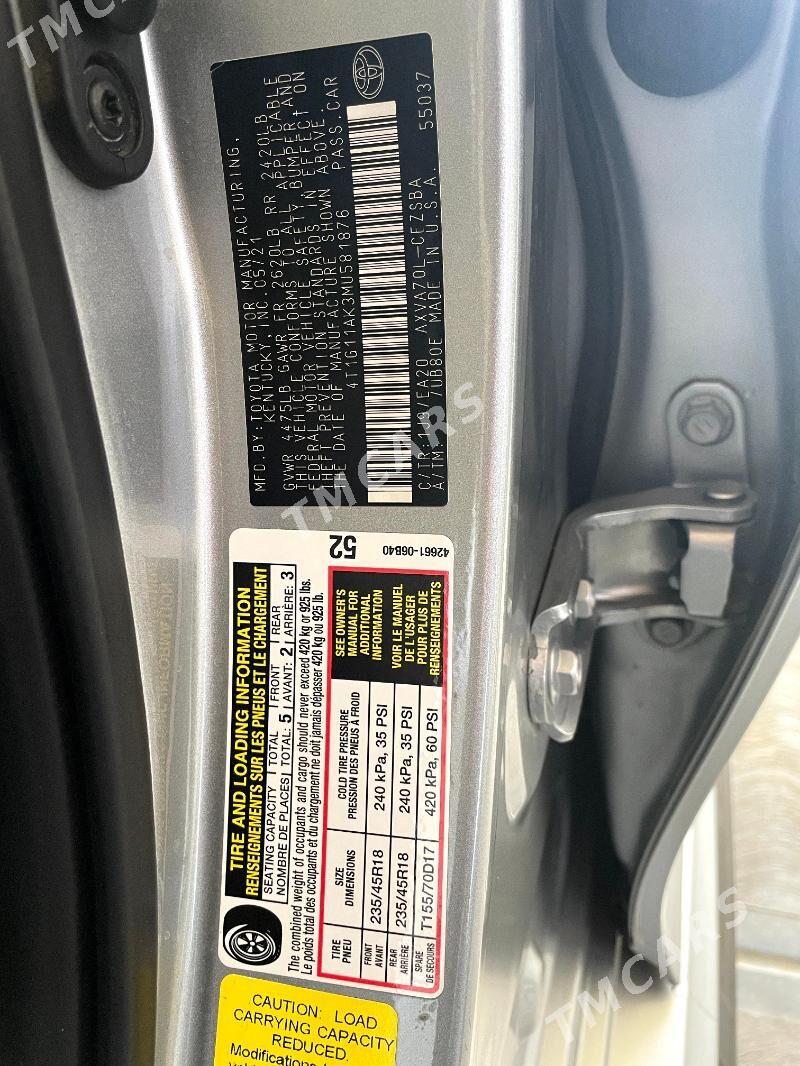 MFD.BY:TOYOTA MOTOR MANUFACTURING,
KENTUCKY, INC. 05/21
GVWR 4475LB GAWR FR 2620LB RR 2420LB
THIS VEHICLE CONFORMS TO ALL APPLICABLE
FEDERAL MOTOR VEHICLE SAFETY, BUMPER, AND
THEFT PREVENTION STANDARDS IN EFFECT ON
THE DATE OF MANUFACTURE SHOWN ABOVE.
4T1G11AK3MU581876 PASS.CAR
C/TR:1J9/EA20 AXVA70L-CEZSBA
A/TM: /UB80E MADE IN U.S.A. 55037
TIRE AND LOADING INFORMATION
RENSEIGNEMENTS SUR LES PNEUS ET LE CHARGEMENT
SEATING CAPACITY TOTAL FRONT REAR
NOMBRE DE PLACES TOTAL: 5 AVANT: 2 ARRIÈRE: 3
The combined weight of occupants and cargo should never exceed 420 kg or 925 lbs.
Le poids total des occupants et du chargement ne doit jamais dépasser 420 kg ou 925 lb.
TIRE SIZE COLD TIRE PRESSURE
PNEU DIMENSIONS PRESSION DES PNEUS À FROID
FRONT
AVANT 235/45R18 240 kPa, 35 PSI
REAR
ARRIÈRE 235/45R18 240 kPa, 35 PSI
SPARE
DE SECOURS T155/70D17 420 kPa, 60 PSI
SEE OWNER'S
MANUAL FOR
ADDITIONAL
INFORMATION
VOIR LE MANUEL
DE L'USAGER
POUR PLUS DE
RENSEIGNEMENTS
52
42661-06B40
CAUTION: LOAD
CARRYING CAPACITY
REDUCED.
Modifications
TMCARS
TMCARS
TMCARS
TMCARS